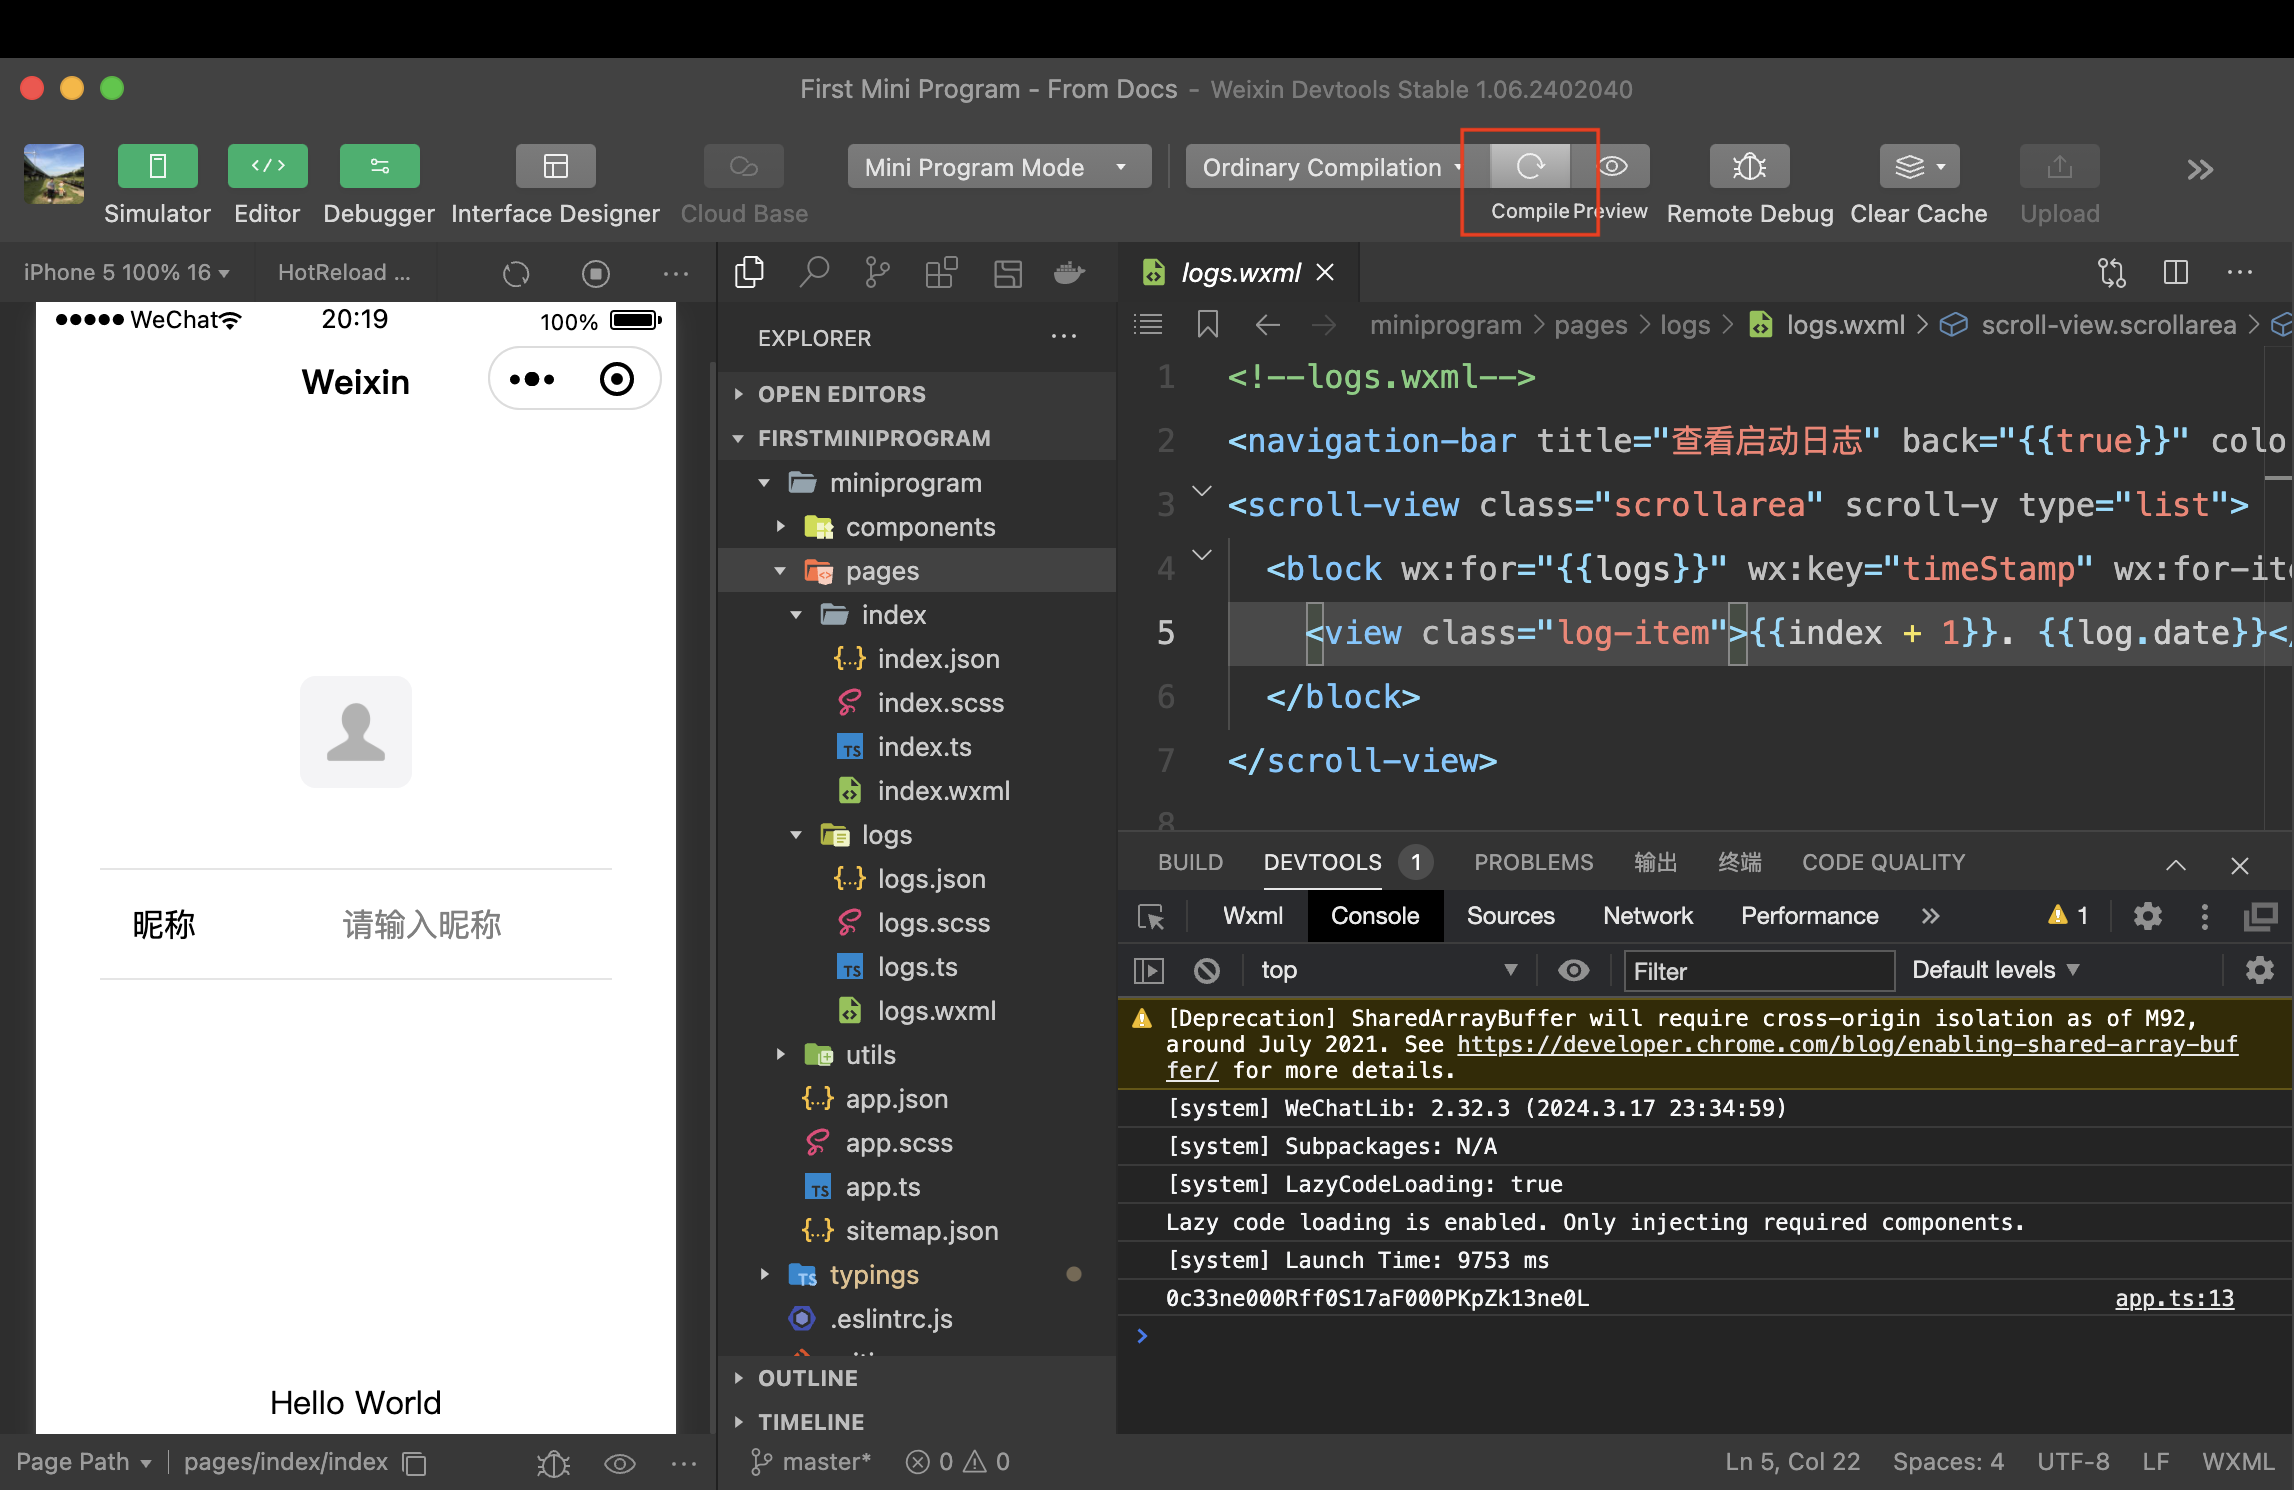 First Mini Program - From Docs - Weixin Devtools Stable 1.06.2402040
Simulator Editor Debugger Interface Designer Cloud Base
Mini Program Mode Ordinary Compilation
Compile Preview Remote Debug Clear Cache Upload
iPhone 5 100% 16 HotReload ...
WeChat 20:19 100%
Weixin
昵称 请输入昵称
Hello World
Page Path pages/index/index
EXPLORER
OPEN EDITORS
FIRSTMINIPROGRAM
miniprogram
components
pages
index
index.json
index.scss
index.ts
index.wxml
logs
logs.json
logs.scss
logs.ts
logs.wxml
utils
app.json
app.scss
app.ts
sitemap.json
typings
.eslintrc.js
OUTLINE
TIMELINE
master* 0 0
logs.wxml
miniprogram > pages > logs > logs.wxml > scroll-view.scrollarea >
1 <!--logs.wxml-->
2 <navigation-bar title="查看启动日志" back="{{true}}" colo
3 <scroll-view class="scrollarea" scroll-y type="list">
4 <block wx:for="{{logs}}" wx:key="timeStamp" wx:for-it
5 <view class="log-item">{{index + 1}}. {{log.date}}</
6 </block>
7 </scroll-view>
8
BUILD DEVTOOLS 1 PROBLEMS 输出 终端 CODE QUALITY
Wxml Console Sources Network Performance 1
top Filter Default levels
[Deprecation] SharedArrayBuffer will require cross-origin isolation as of M92,
around July 2021. See https://developer.chrome.com/blog/enabling-shared-array-buf
fer/ for more details.
[system] WeChatLib: 2.32.3 (2024.3.17 23:34:59)
[system] Subpackages: N/A
[system] LazyCodeLoading: true
Lazy code loading is enabled. Only injecting required components.
[system] Launch Time: 9753 ms
0c33ne000Rff0S17aF000PKpZk13ne0L app.ts:13
Ln 5, Col 22 Spaces: 4 UTF-8 LF WXML